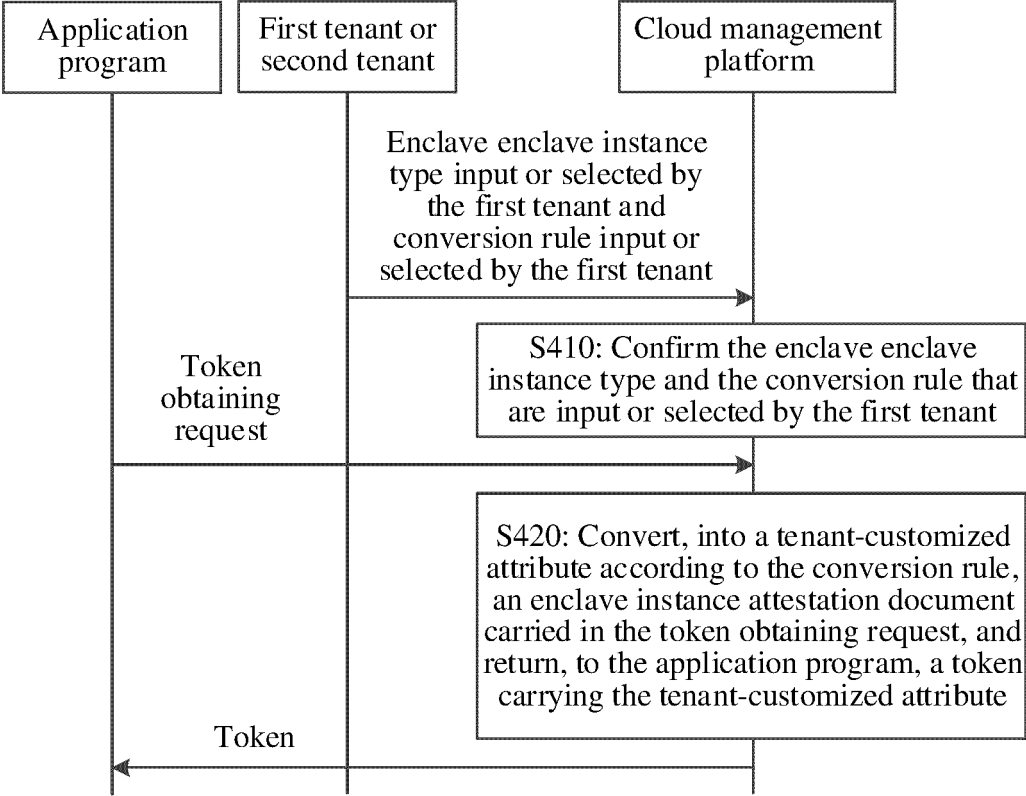 Application
program
First tenant or
second tenant
Cloud management
platform
Enclave enclave instance
type input or selected by
the first tenant and
conversion rule input or
selected by the first tenant
S410: Confirm the enclave enclave
instance type and the conversion rule that
are input or selected by the first tenant
Token
obtaining
request
S420: Convert, into a tenant-customized
attribute according to the conversion rule,
an enclave instance attestation document
carried in the token obtaining request, and
return, to the application program, a token
carrying the tenant-customized attribute
Token